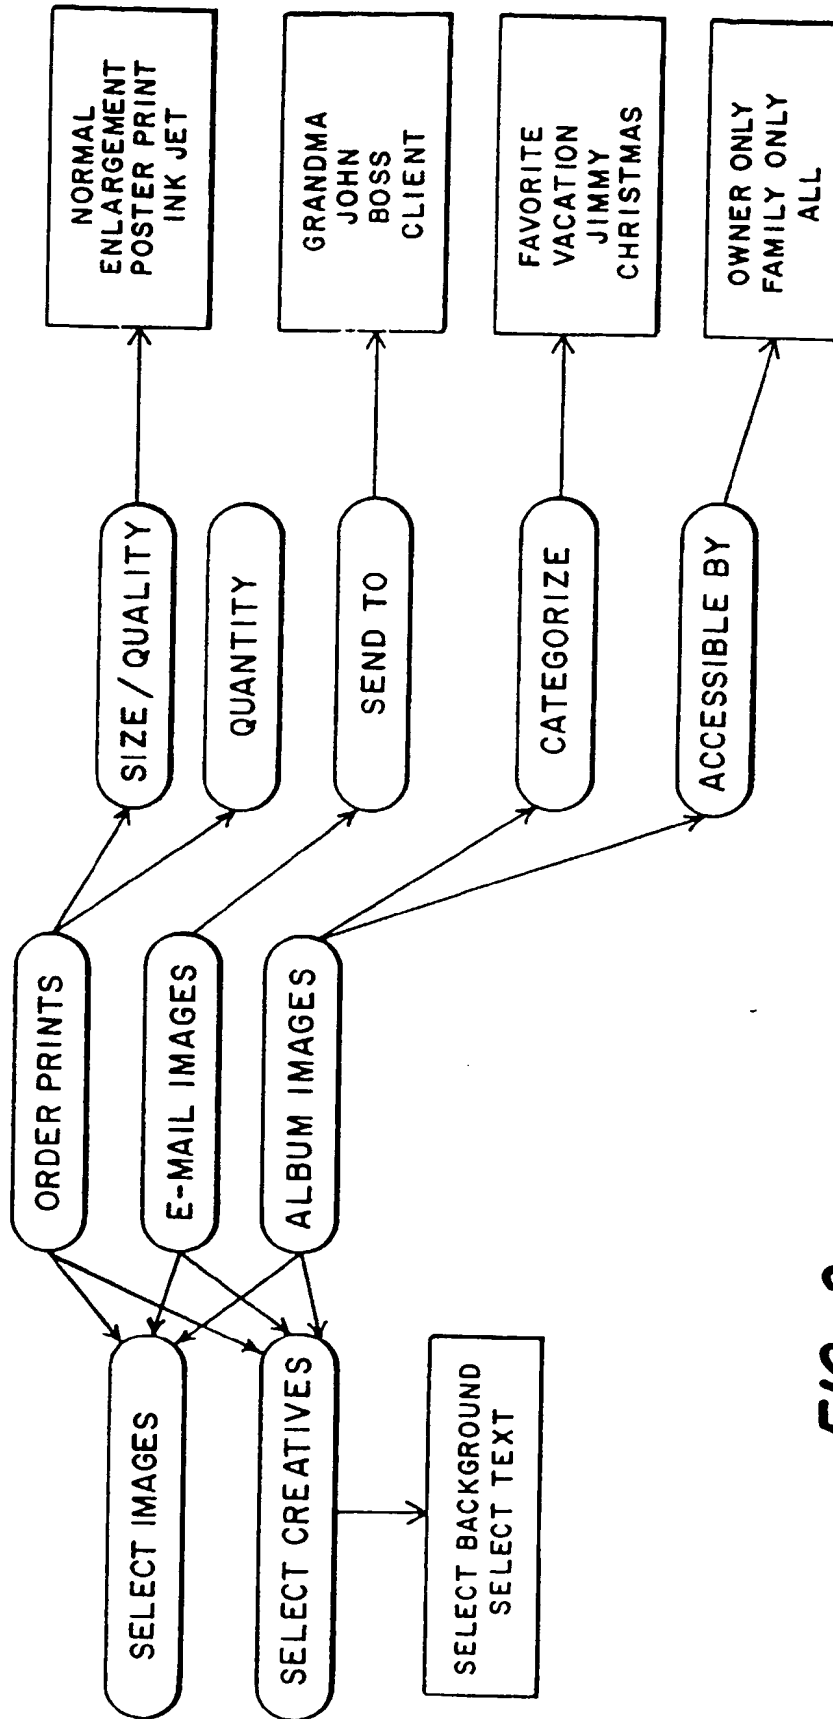 SELECT IMAGES
SELECT CREATIVES
SELECT BACKGROUND
SELECT TEXT
ORDER PRINTS
E-MAIL IMAGES
ALBUM IMAGES
SIZE / QUALITY
QUANTITY
SEND TO
CATEGORIZE
ACCESSIBLE BY
NORMAL
ENLARGEMENT
POSTER PRINT
INK JET
GRANDMA
JOHN
BOSS
CLIENT
FAVORITE
VACATION
JIMMY
CHRISTMAS
OWNER ONLY
FAMILY ONLY
ALL
FIG.